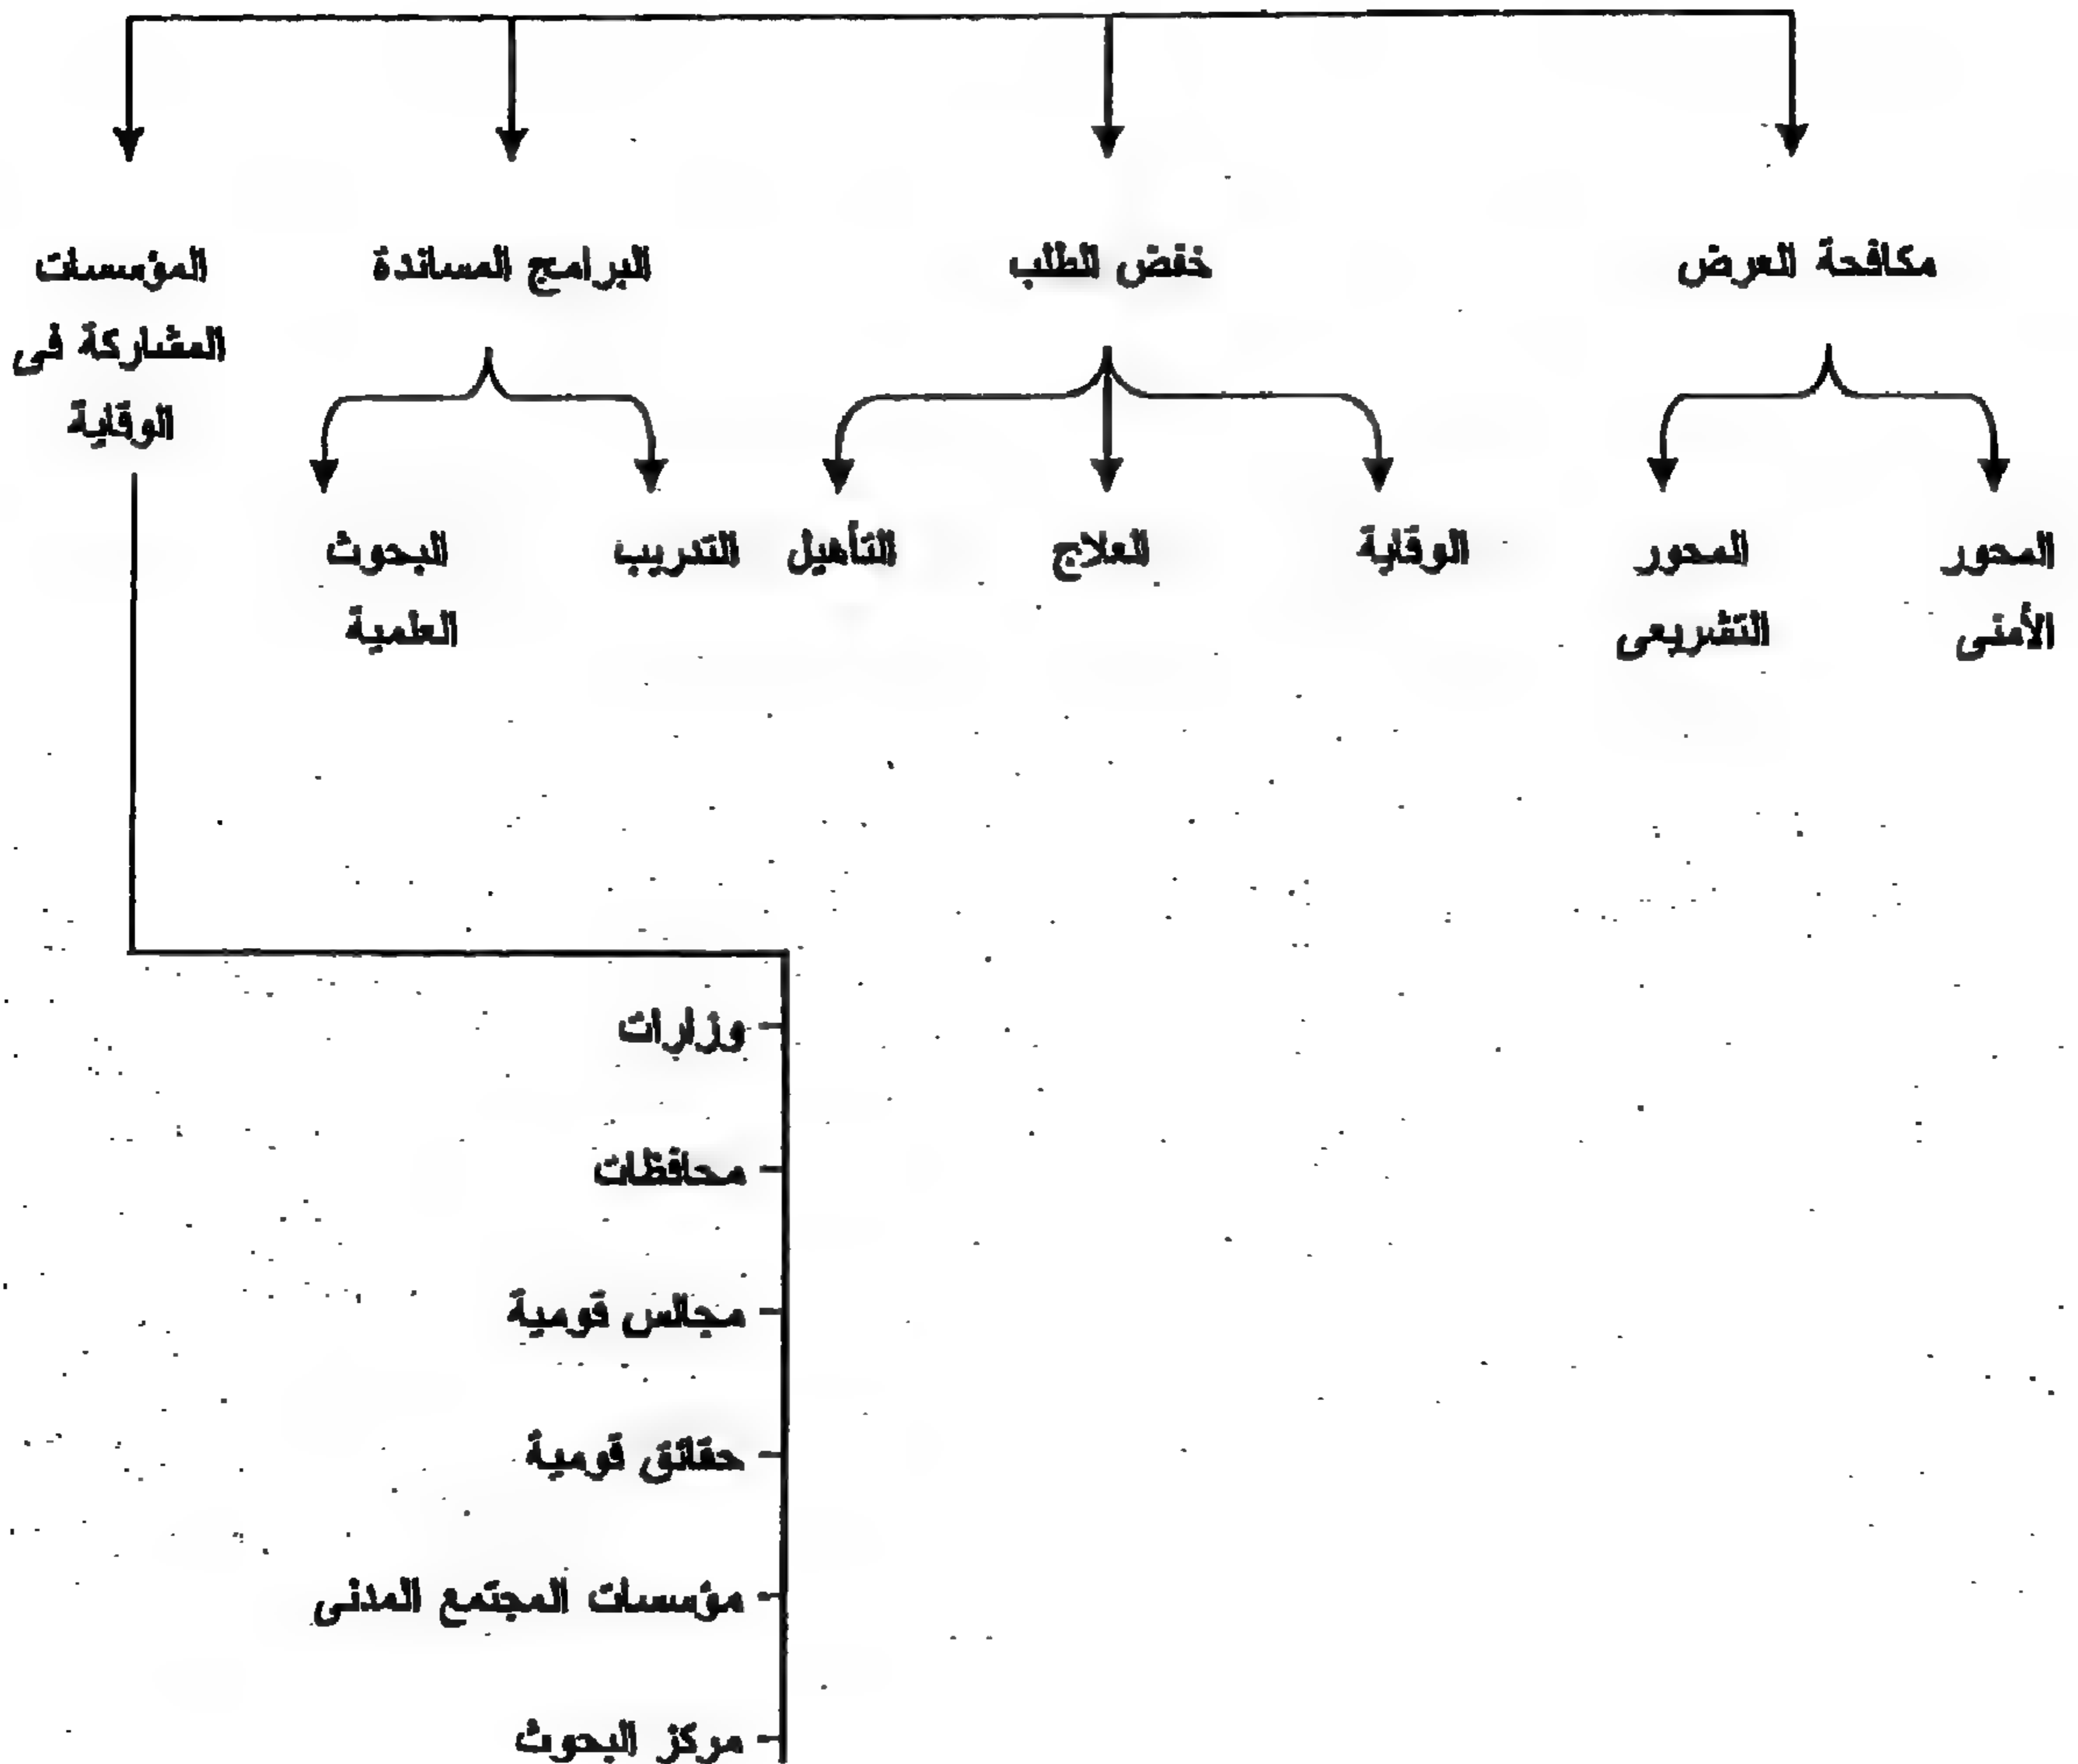 مكافحة العرض
خفض الطلب
البرامج المساندة
المؤسسات
المشاركة فى
الوقاية
المحور
الأمنى
المحور
التشريعى
الوقاية
العلاج
التأهيل
التدريب
البحوث
العلمية
- وزارات
- محافظات
- مجالس قومية
- حقائق قومية
- مؤسسات المجتمع المدنى
- مركز البحوث